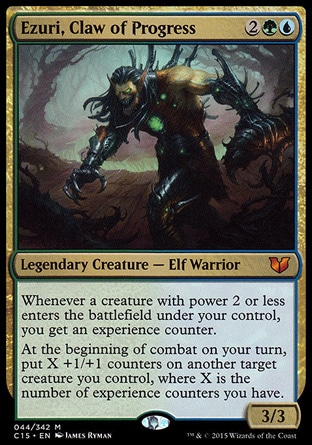 Ezuri, Claw of Progress 2
Legendary Creature — Elf Warrior
Whenever a creature with power 2 or less
enters the battlefield under your control,
you get an experience counter.
At the beginning of combat on your turn,
put X +1/+1 counters on another target
creature you control, where X is the
number of experience counters you have.
3/3
044/342 M
C15 • EN James Ryman
™ & © 2015 Wizards of the Coast